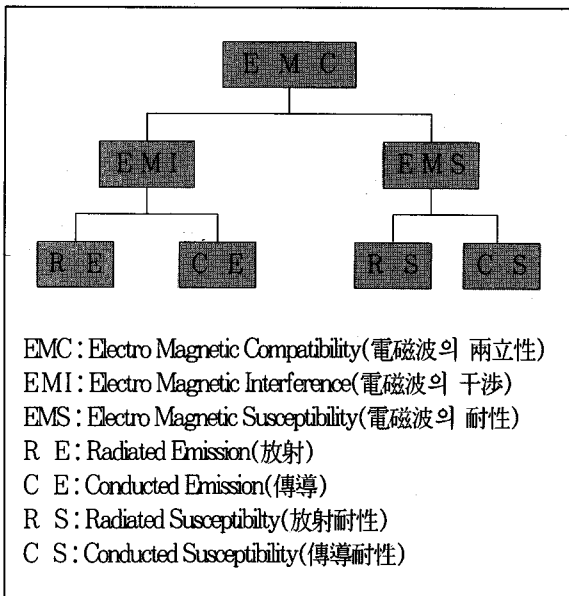 E M C
E M I E M S
R E C E R S C S
EMC : Electro Magnetic Compatibility(電磁波의 兩立性)
E M I : Electro Magnetic Interference(電磁波의 干涉)
EMS : Electro Magnetic Susceptibility(電磁波의 耐性)
R E : Radiated Emission(放射)
C E : Conducted Emission(傳導)
R S : Radiated Susceptibilty(放射耐性)
C S : Conducted Susceptibility(傳導耐性)